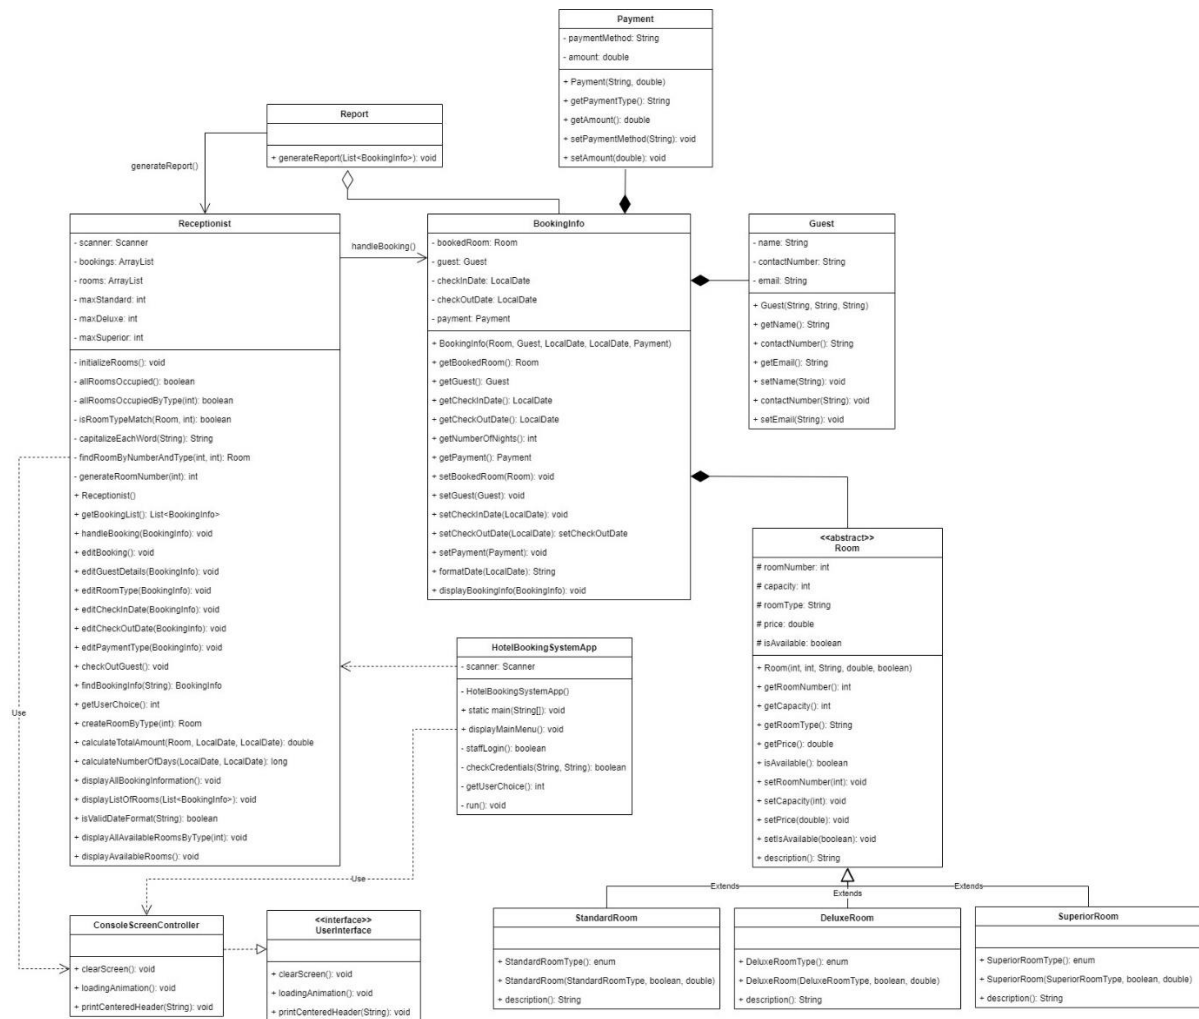 Payment
- paymentMethod: String
- amount: double
+ Payment(String, double)
+ getPaymentType(): String
+ getAmount(): double
+ setPaymentMethod(String): void
+ setAmount(double): void
Report
+ generateReport(List<BookingInfo>): void
generateReport()
Receptionist
- scanner: Scanner
- bookings: ArrayList
- rooms: ArrayList
- maxStandard: int
- maxDeluxe: int
- maxSuperior: int
- initializeRooms(): void
- allRoomsOccupied(): boolean
- allRoomsOccupiedByType(int): boolean
- isRoomTypeMatch(Room, int): boolean
- capitalizeEachWord(String): String
- findRoomByNumberAndType(int, int): Room
- generateRoomNumber(int): int
+ Receptionist()
+ getBookingList(): List<BookingInfo>
+ handleBooking(BookingInfo): void
+ editBooking(): void
+ editGuestDetails(BookingInfo): void
+ editRoomType(BookingInfo): void
+ editCheckInDate(BookingInfo): void
+ editCheckOutDate(BookingInfo): void
+ editPaymentType(BookingInfo): void
+ checkOutGuest(): void
+ findBookingInfo(String): BookingInfo
+ getUserChoice(): int
+ createRoomByType(int): Room
+ calculateTotalAmount(Room, LocalDate, LocalDate): double
+ calculateNumberOfDays(LocalDate, LocalDate): long
+ displayAllBookingInformation(): void
+ displayListOfRooms(List<BookingInfo>): void
+ isValidDateFormat(String): boolean
+ displayAllAvailableRoomsByType(int): void
+ displayAvailableRooms(): void
handleBooking()
BookingInfo
- bookedRoom: Room
- guest: Guest
- checkInDate: LocalDate
- checkOutDate: LocalDate
- payment: Payment
+ BookingInfo(Room, Guest, LocalDate, LocalDate, Payment)
+ getBookedRoom(): Room
+ getGuest(): Guest
+ getCheckInDate(): LocalDate
+ getCheckOutDate(): LocalDate
+ getNumberOfNights(): int
+ getPayment(): Payment
+ setBookedRoom(Room): void
+ setGuest(Guest): void
+ setCheckInDate(LocalDate): void
+ setCheckOutDate(LocalDate): setCheckOutDate
+ setPayment(Payment): void
+ formatDate(LocalDate): String
+ displayBookingInfo(BookingInfo): void
Guest
- name: String
- contactNumber: String
- email: String
+ Guest(String, String, String)
+ getName(): String
+ contactNumber(): String
+ getEmail(): String
+ setName(String): void
+ contactNumber(String): void
+ setEmail(String): void
<<abstract>>
Room
# roomNumber: int
# capacity: int
# roomType: String
# price: double
# isAvailable: boolean
+ Room(int, int, String, double, boolean)
+ getRoomNumber(): int
+ getCapacity(): int
+ getRoomType(): String
+ getPrice(): double
+ isAvailable(): boolean
+ setRoomNumber(int): void
+ setCapacity(int): void
+ setPrice(double): void
+ setIsAvailable(boolean): void
+ description(): String
HotelBookingSystemApp
- scanner: Scanner
- HotelBookingSystemApp()
+ static main(String[]): void
+ displayMainMenu(): void
- staffLogin(): boolean
- checkCredentials(String, String): boolean
- getUserChoice(): int
- run(): void
Use
Use
Extends
Extends
Extends
ConsoleScreenController
+ clearScreen(): void
+ loadingAnimation(): void
+ printCenteredHeader(String): void
<<interface>>
UserInterface
+ clearScreen(): void
+ loadingAnimation(): void
+ printCenteredHeader(String): void
StandardRoom
+ StandardRoomType(): enum
+ StandardRoom(StandardRoomType, boolean, double)
+ description(): String
DeluxeRoom
+ DeluxeRoomType(): enum
+ DeluxeRoom(DeluxeRoomType, boolean, double)
+ description(): String
SuperiorRoom
+ SuperiorRoomType(): enum
+ SuperiorRoom(SuperiorRoomType, boolean, double)
+ description(): String